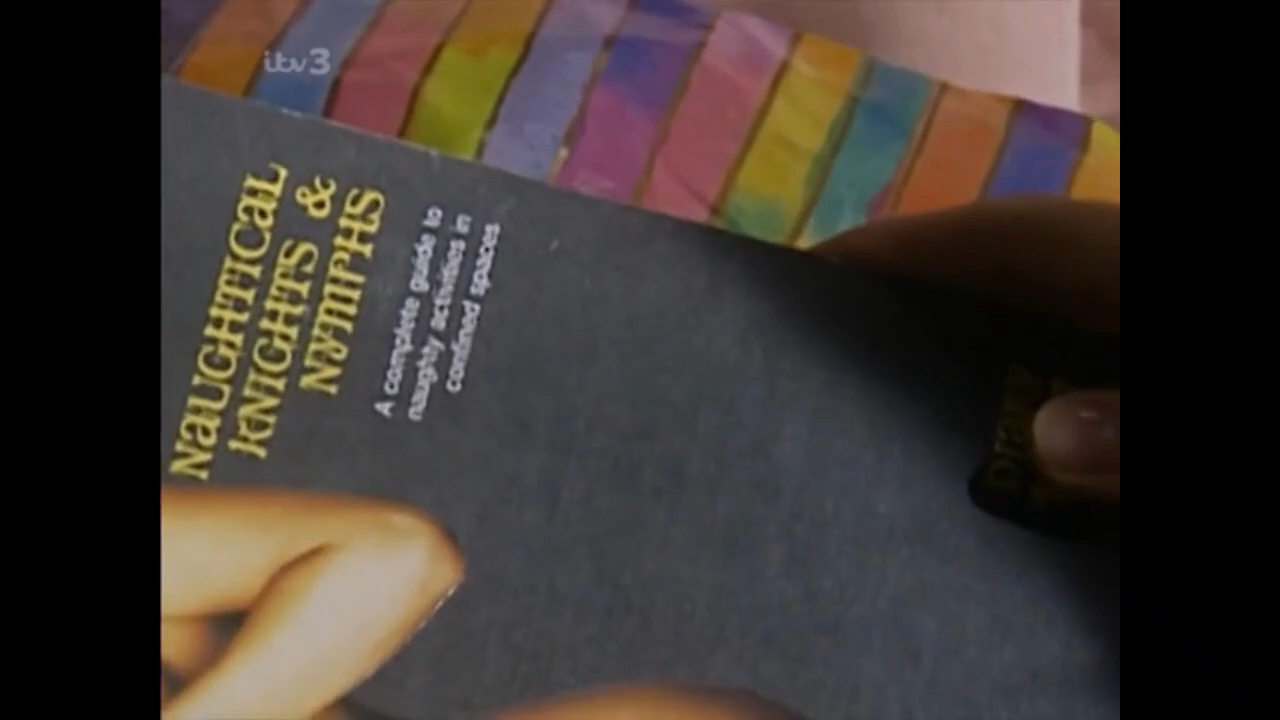 itv3
NAUGHTICAL
KNIGHTS &
NYMPHS
A complete guide to
naughty activities in
confined spaces